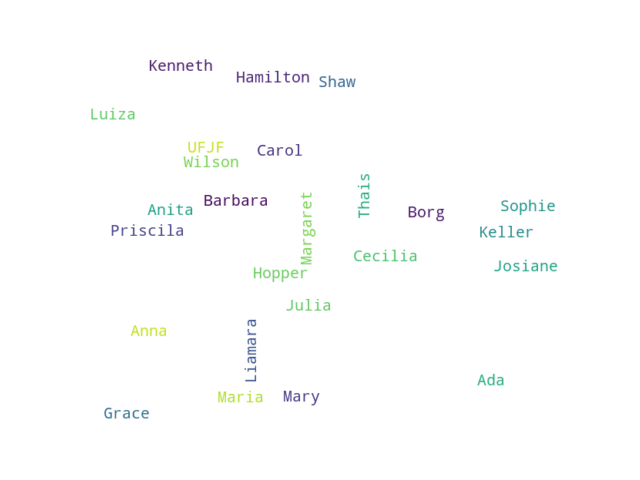 Kenneth
Hamilton
Shaw
Luiza
UFJF
Carol
Wilson
Thais
Barbara
Anita
Sophie
Borg
Margaret
Priscila
Keller
Cecilia
Josiane
Hopper
Julia
Anna
Liamara
Ada
Maria
Mary
Grace